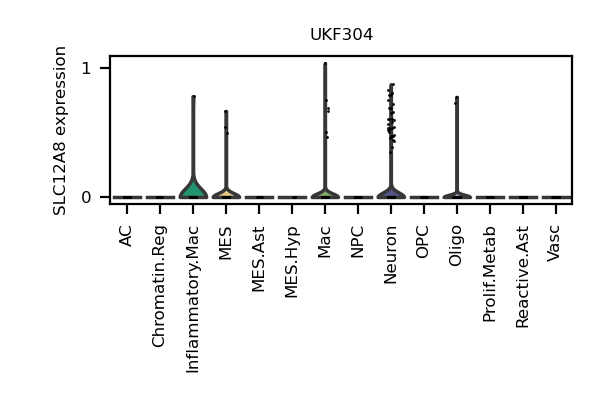 UKF304
SLC12A8 expression
1
0
AC
Chromatin.Reg
Inflammatory.Mac
MES
MES.Ast
MES.Hyp
Mac
NPC
Neuron
OPC
Oligo
Prolif.Metab
Reactive.Ast
Vasc